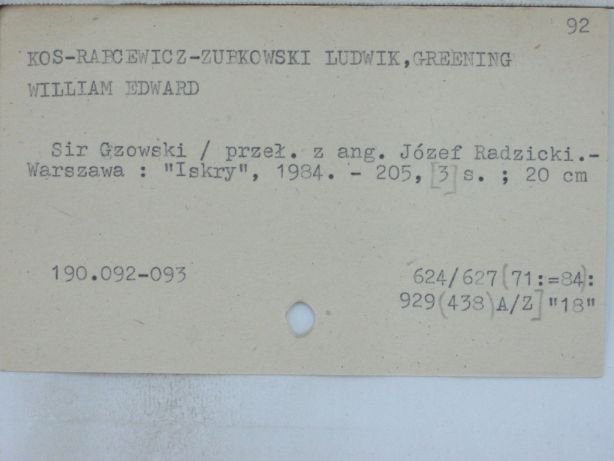 92
KOS-RABCEWICZ-ZUBKOWSKI LUDWIK,GREENING
WILLIAM EDWARD
Sir Gzowski / przeł. z ang. Józef Radzicki.-
Warszawa : "Iskry", 1984. - 205, [3] s. ; 20 cm
190.092-093
624/627(71:=84):
929(438)A/Z]"18"